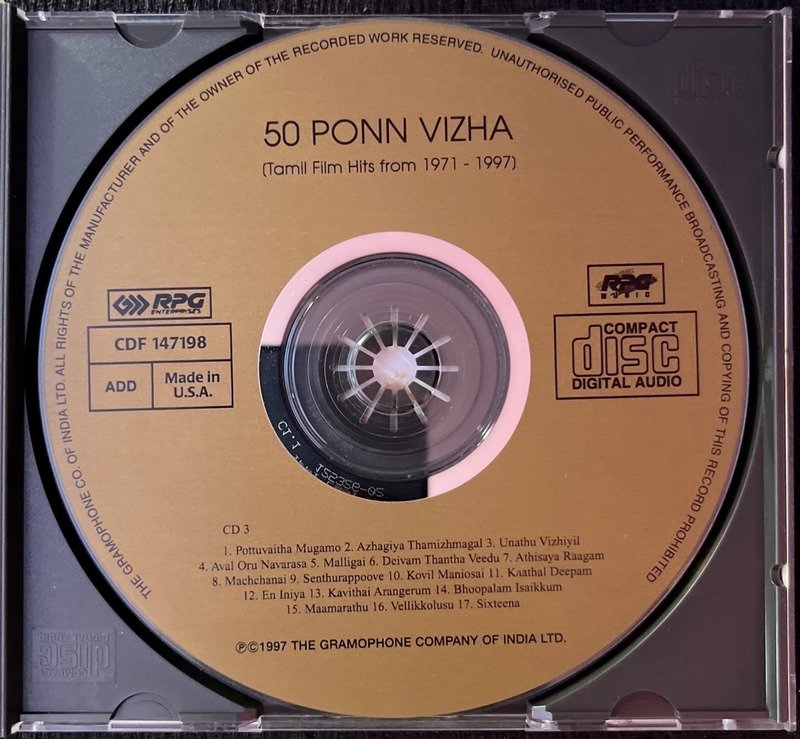 THE GRAMOPHONE CO. OF INDIA LTD. ALL RIGHTS OF THE MANUFACTURER AND OF THE OWNER OF THE RECORDED WORK RESERVED. UNAUTHORISED PUBLIC PERFORMANCE BROADCASTING AND COPYING OF THIS RECORD PROHIBITED
50 PONN VIZHA
(Tamil Film Hits from 1971 - 1997)
RPG
ENTERPRISES
CDF 147198
ADD
Made in
U.S.A.
RPG
MUSIC
COMPACT
disc
DIGITAL AUDIO
CD 3
1. Pottuvaitha Mugamo 2. Azhagiya Thamizhmagal 3. Unathu Vizhiyil
4. Aval Oru Navarasa 5. Malligai 6. Deivam Thantha Veedu 7. Athisaya Raagam
8. Machchanai 9. Senthurappoove 10. Kovil Maniosai 11. Kaathal Deepam
12. En Iniya 13. Kavithai Arangerum 14. Bhoopalam Isaikkum
15. Maamarathu 16. Vellikkolusu 17. Sixteena
℗©1997 THE GRAMOPHONE COMPANY OF INDIA LTD.
COMPACT
disc
DIGITAL AUDIO